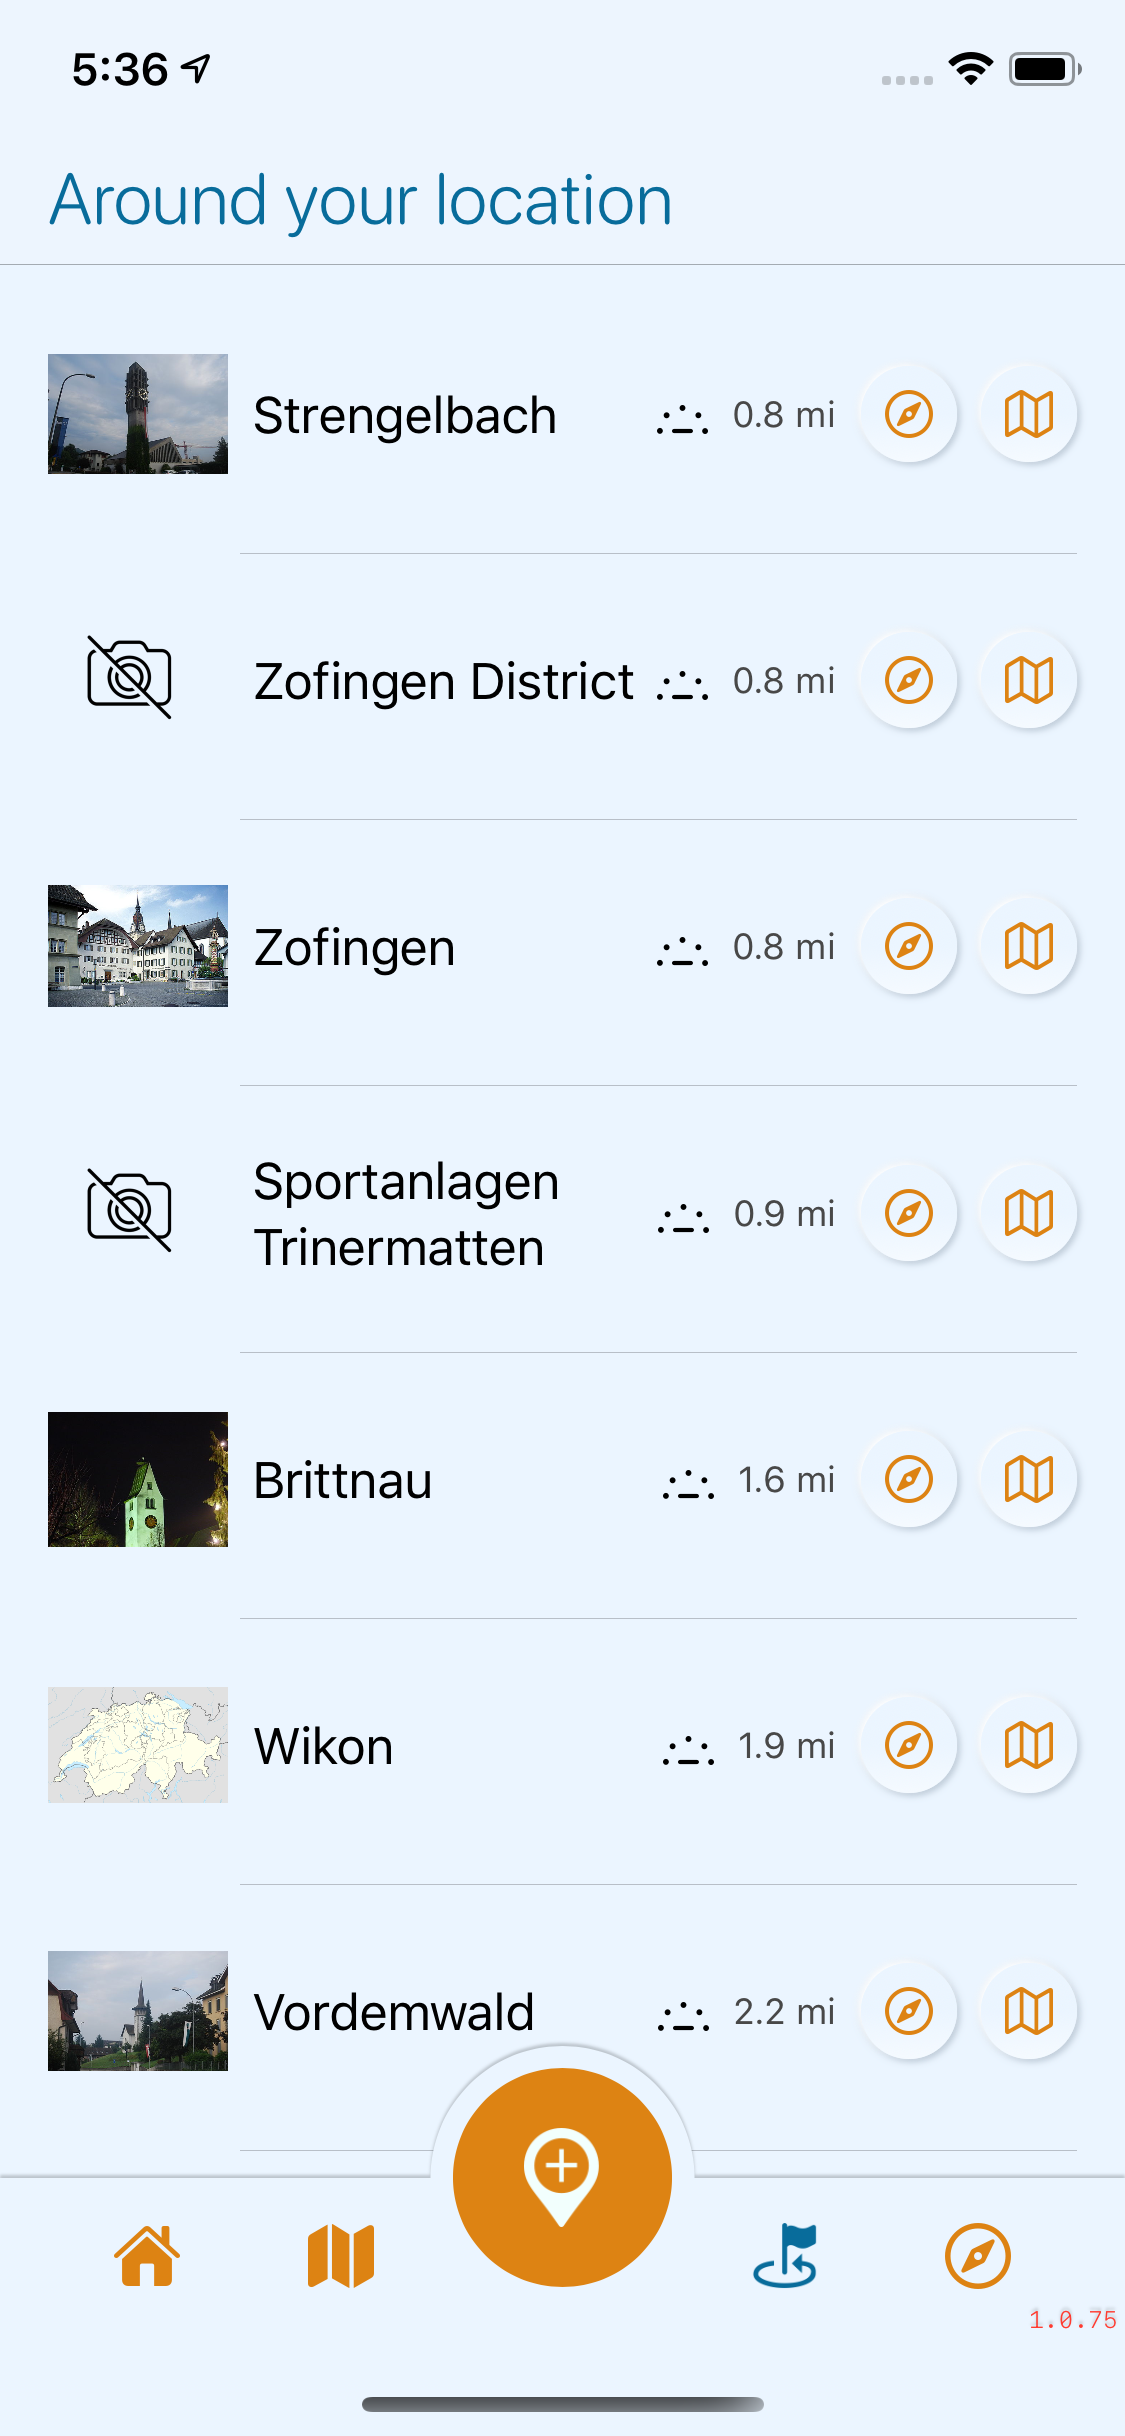 5:36
Around your location
Strengelbach 0.8 mi
Zofingen District 0.8 mi
Zofingen 0.8 mi
Sportanlagen
Trinermatten 0.9 mi
Brittnau 1.6 mi
Wikon 1.9 mi
Vordemwald 2.2 mi
1.0.75